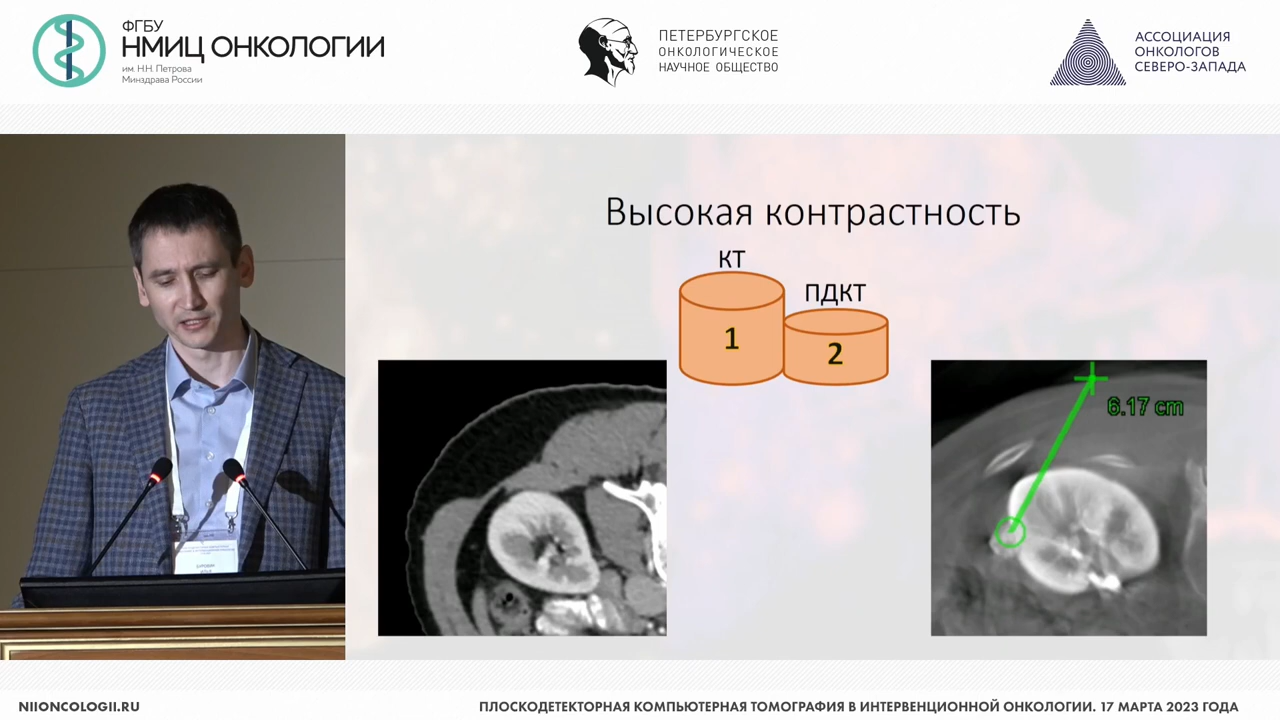 ФГБУ
НМИЦ ОНКОЛОГИИ
им. Н.Н. Петрова
Минздрава России
ПЕТЕРБУРГСКОЕ
ОНКОЛОГИЧЕСКОЕ
НАУЧНОЕ ОБЩЕСТВО
АССОЦИАЦИЯ
ОНКОЛОГОВ
СЕВЕРО-ЗАПАДА
Высокая контрастность
КТ
ПДКТ
1
2
6.17 cm
NIIONCOLOGII.RU
ПЛОСКОДЕТЕКТОРНАЯ КОМПЬЮТЕРНАЯ ТОМОГРАФИЯ В ИНТЕРВЕНЦИОННОЙ ОНКОЛОГИИ. 17 МАРТА 2023 ГОДА